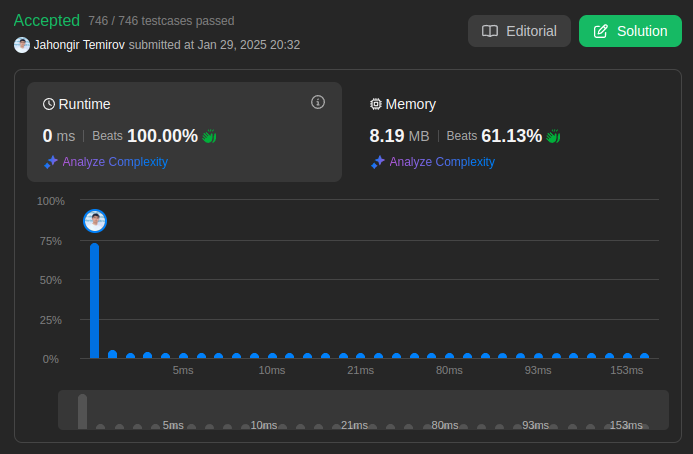 Accepted 746 / 746 testcases passed
Jahongir Temirov submitted at Jan 29, 2025 20:32
Editorial
Solution
Runtime
0 ms | Beats 100.00%
Analyze Complexity
Memory
8.19 MB | Beats 61.13%
Analyze Complexity
100%
75%
50%
25%
0%
5ms 10ms 21ms 80ms 93ms 153ms
5ms 10ms 21ms 80ms 93ms 153ms